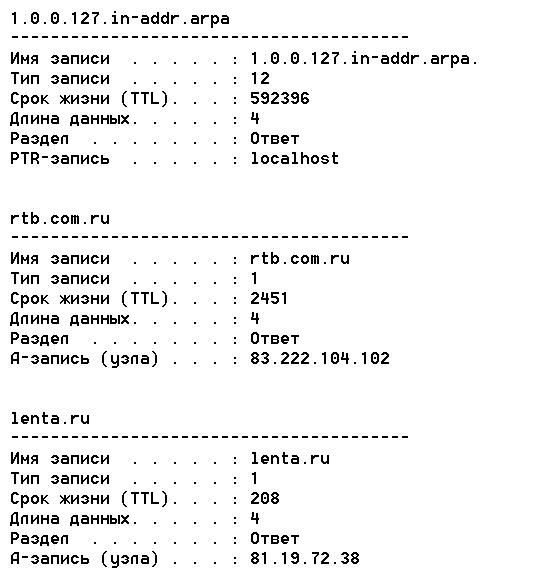 1.0.0.127.in-addr.arpa
----------------------------------------
Имя записи  . . . . . : 1.0.0.127.in-addr.arpa.
Тип записи  . . . . . : 12
Срок жизни (TTL). . . : 592396
Длина данных. . . . . : 4
Раздел  . . . . . . . : Ответ
PTR-запись  . . . . . : localhost
rtb.com.ru
----------------------------------------
Имя записи  . . . . . : rtb.com.ru
Тип записи  . . . . . : 1
Срок жизни (TTL). . . : 2451
Длина данных. . . . . : 4
Раздел  . . . . . . . : Ответ
А-запись (узла) . . . : 83.222.104.102
lenta.ru
----------------------------------------
Имя записи  . . . . . : lenta.ru
Тип записи  . . . . . : 1
Срок жизни (TTL). . . : 208
Длина данных. . . . . : 4
Раздел  . . . . . . . : Ответ
А-запись (узла) . . . : 81.19.72.38